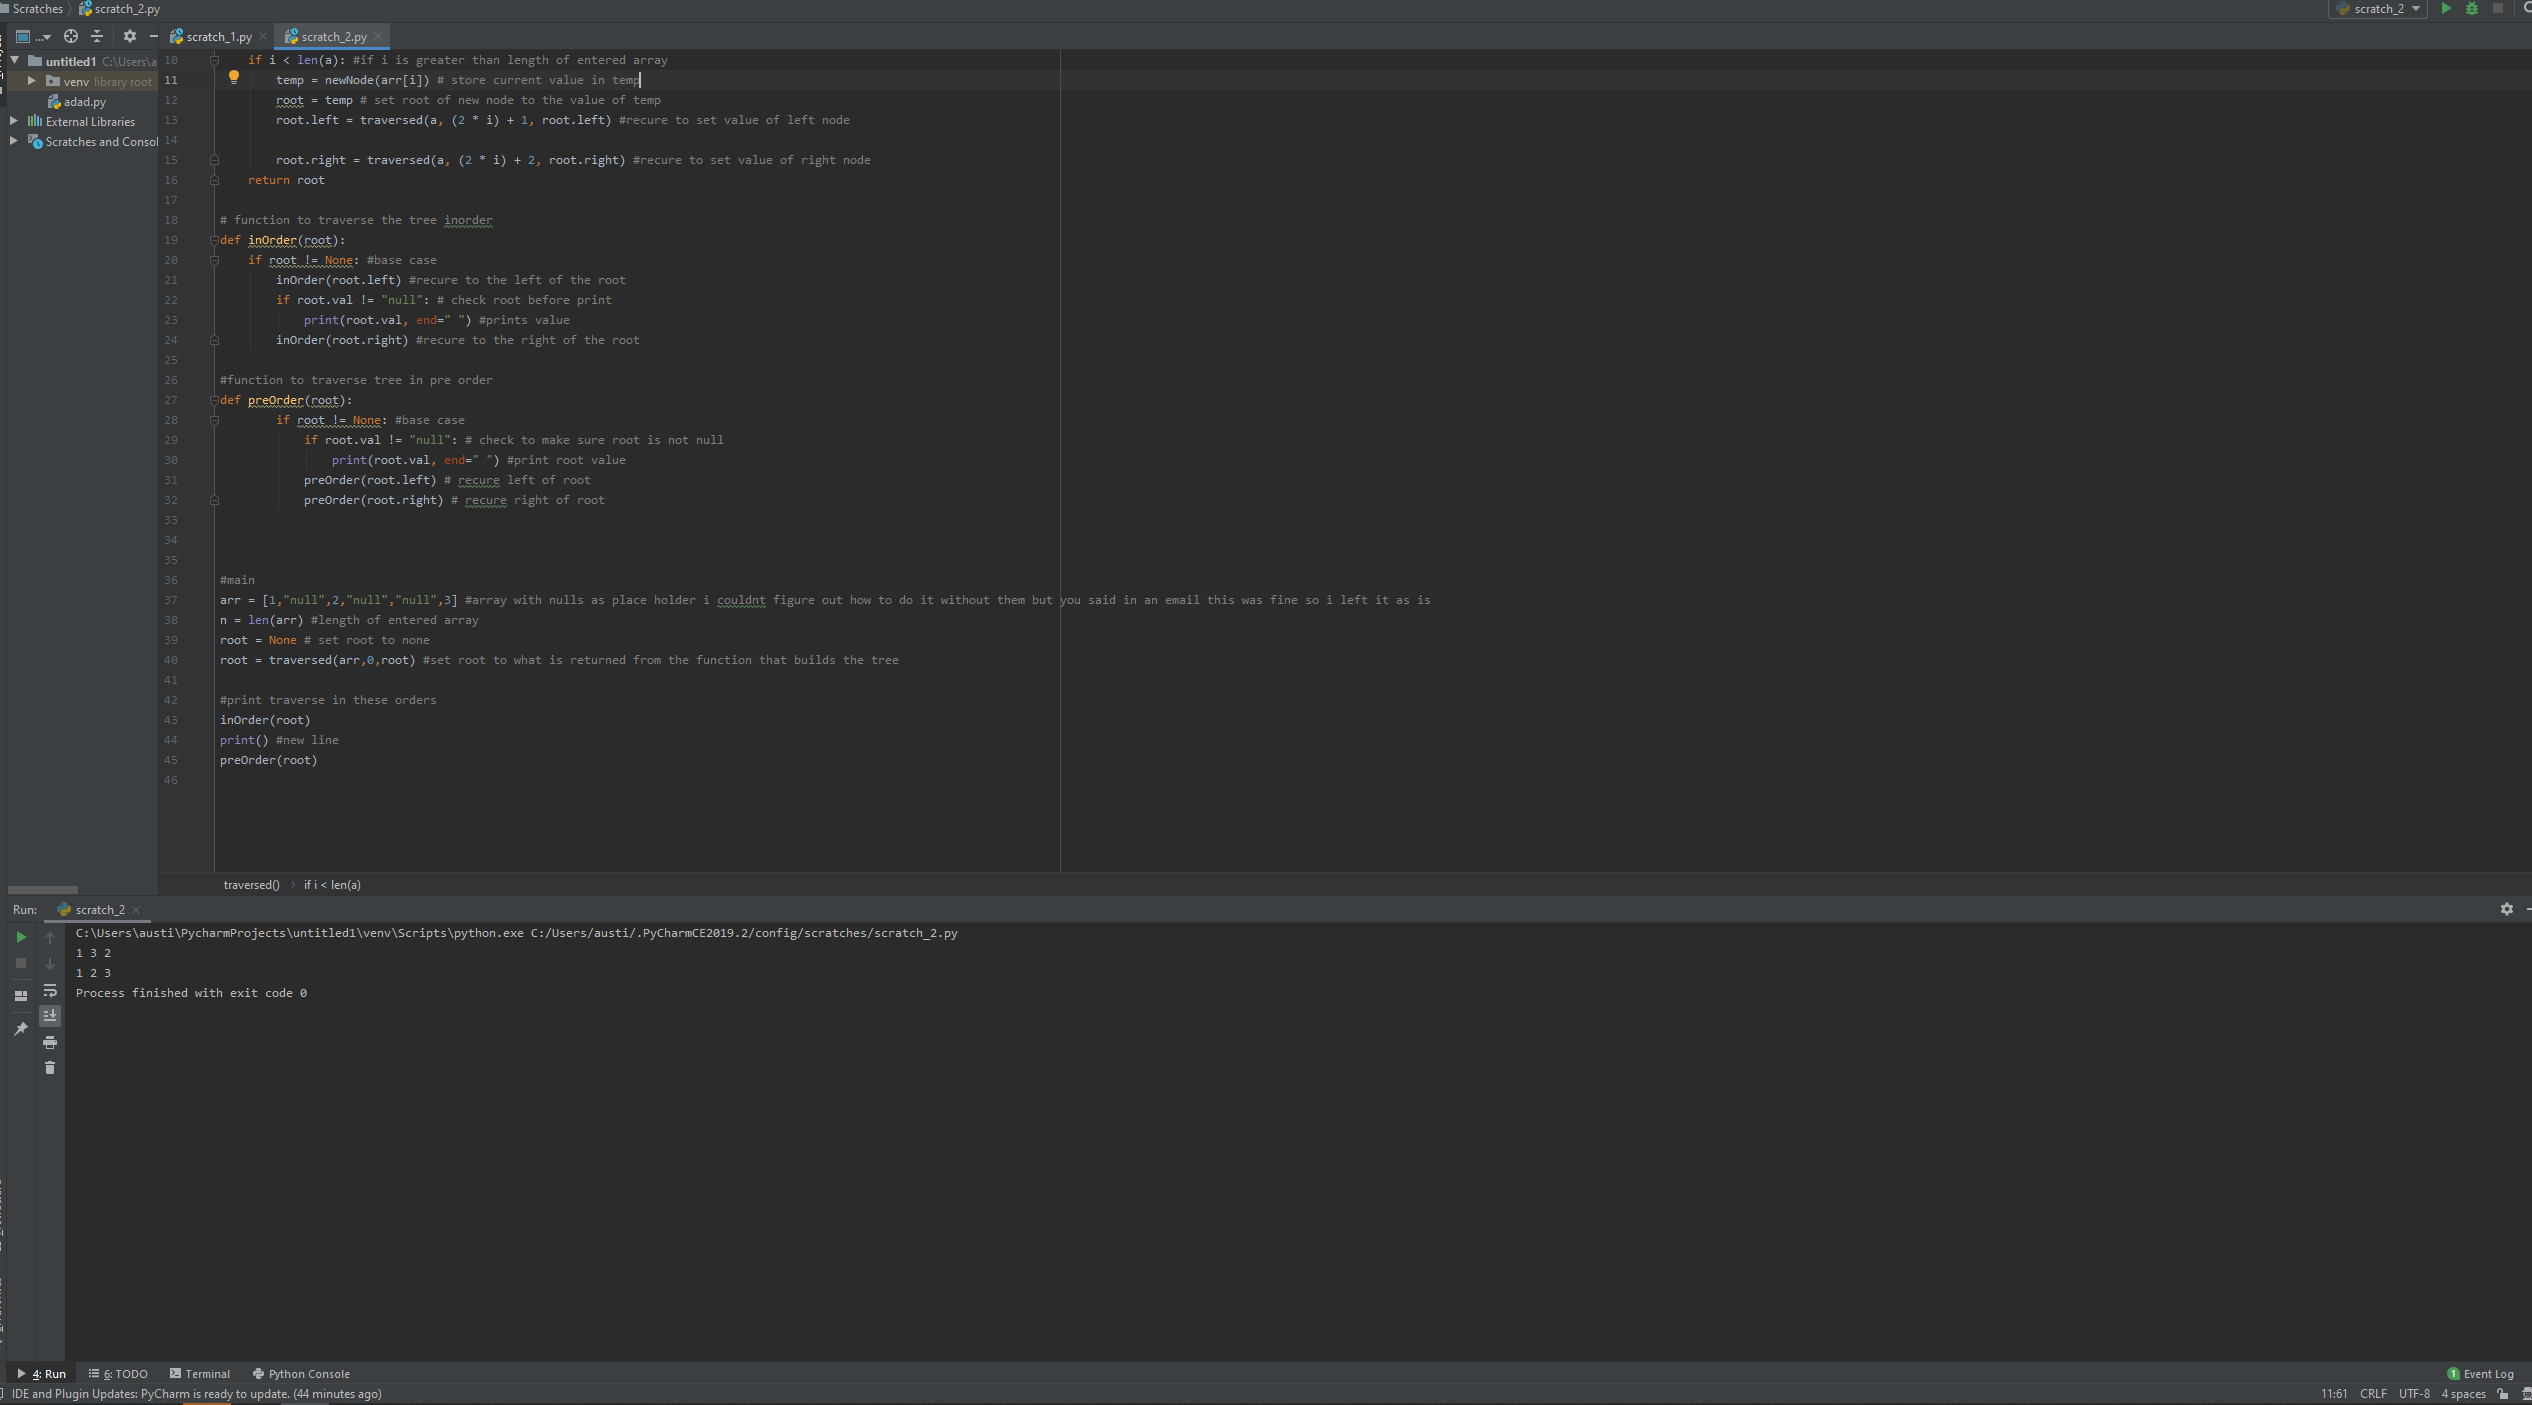 Scratches scratch_2.py scratch_2
... scratch_1.py scratch_2.py
untitled1 C:\Users\a
venv library root
adad.py
External Libraries
Scratches and Consol
10 if i < len(a): #if i is greater than length of entered array
11 temp = newNode(arr[i]) # store current value in temp
12 root = temp # set root of new node to the value of temp
13 root.left = traversed(a, (2 * i) + 1, root.left) #recure to set value of left node
14
15 root.right = traversed(a, (2 * i) + 2, root.right) #recure to set value of right node
16 return root
17
18 # function to traverse the tree inorder
19 def inOrder(root):
20 if root != None: #base case
21 inOrder(root.left) #recure to the left of the root
22 if root.val != "null": # check root before print
23 print(root.val, end=" ") #prints value
24 inOrder(root.right) #recure to the right of the root
25
26 #function to traverse tree in pre order
27 def preOrder(root):
28 if root != None: #base case
29 if root.val != "null": # check to make sure root is not null
30 print(root.val, end=" ") #print root value
31 preOrder(root.left) # recure left of root
32 preOrder(root.right) # recure right of root
33
34
35
36 #main
37 arr = [1,"null",2,"null","null",3] #array with nulls as place holder i couldnt figure out how to do it without them but you said in an email this was fine so i left it as is
38 n = len(arr) #length of entered array
39 root = None # set root to none
40 root = traversed(arr,0,root) #set root to what is returned from the function that builds the tree
41
42 #print traverse in these orders
43 inOrder(root)
44 print() #new line
45 preOrder(root)
46
traversed() if i < len(a)
Run: scratch_2
C:\Users\austi\PycharmProjects\untitled1\venv\Scripts\python.exe C:/Users/austi/.PyCharmCE2019.2/config/scratches/scratch_2.py
1 3 2
1 2 3
Process finished with exit code 0
4: Run 6: TODO Terminal Python Console 1 Event Log
IDE and Plugin Updates: PyCharm is ready to update. (44 minutes ago) 11:61 CRLF UTF-8 4 spaces